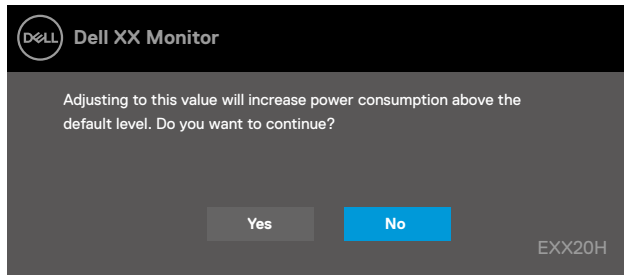 DELL Dell XX Monitor
Adjusting to this value will increase power consumption above the
default level. Do you want to continue?
Yes No
EXX20H